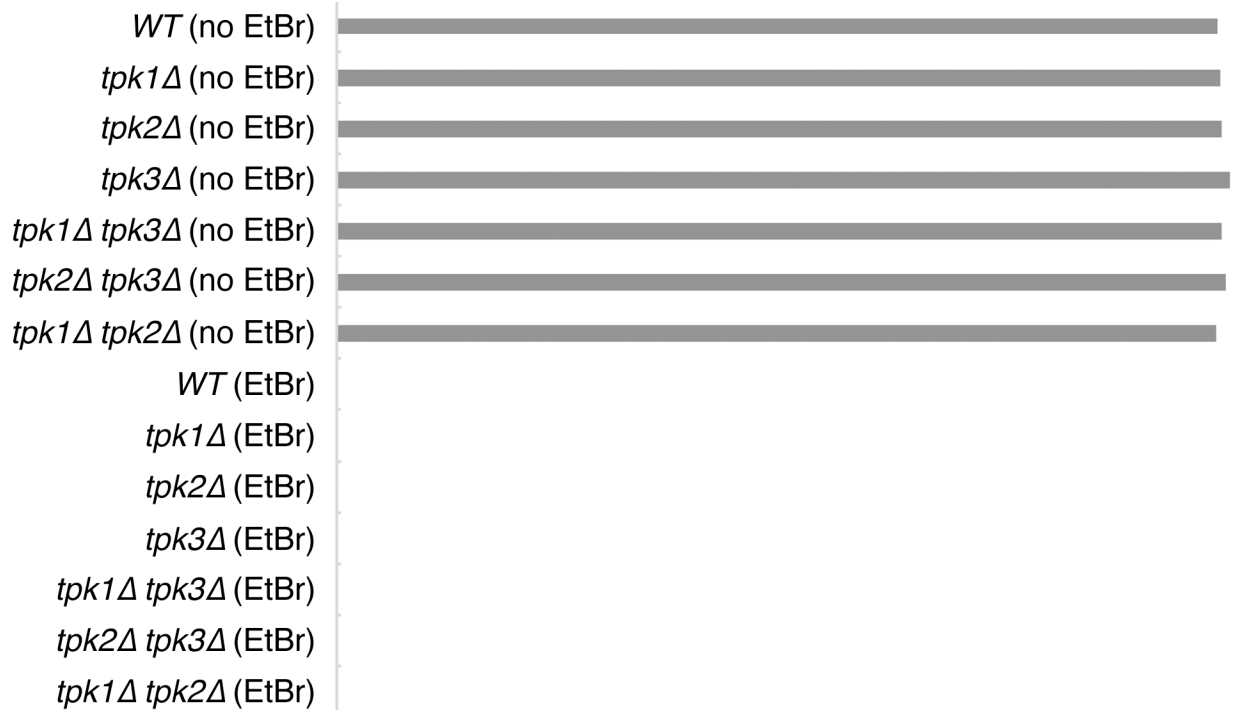 WT (no EtBr)
tpk1Δ (no EtBr)
tpk2Δ (no EtBr)
tpk3Δ (no EtBr)
tpk1Δ tpk3Δ (no EtBr)
tpk2Δ tpk3Δ (no EtBr)
tpk1Δ tpk2Δ (no EtBr)
WT (EtBr)
tpk1Δ (EtBr)
tpk2Δ (EtBr)
tpk3Δ (EtBr)
tpk1Δ tpk3Δ (EtBr)
tpk2Δ tpk3Δ (EtBr)
tpk1Δ tpk2Δ (EtBr)